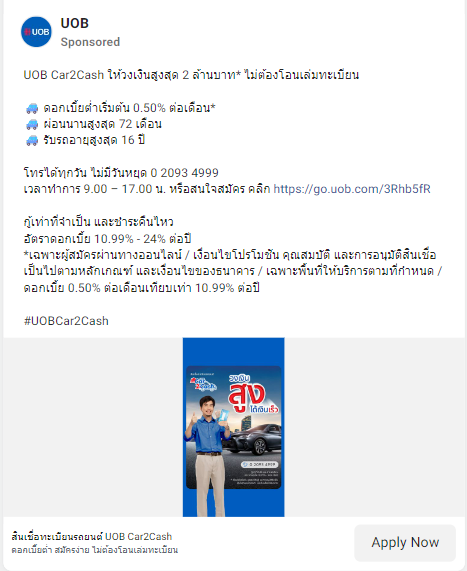 UOB
Sponsored
UOB Car2Cash ให้วงเงินสูงสุด 2 ล้านบาท* ไม่ต้องโอนเล่มทะเบียน
🚙 ดอกเบี้ยต่ำเริ่มต้น 0.50% ต่อเดือน*
🚙 ผ่อนนานสูงสุด 72 เดือน
🚙 รับรถอายุสูงสุด 16 ปี
โทรได้ทุกวัน ไม่มีวันหยุด 0 2093 4999
เวลาทำการ 9.00 – 17.00 น. หรือสนใจสมัคร คลิก https://go.uob.com/3Rhb5fR
กู้เท่าที่จำเป็น และชำระคืนไหว
อัตราดอกเบี้ย 10.99% - 24% ต่อปี
*เฉพาะผู้สมัครผ่านทางออนไลน์ / เงื่อนไขโปรโมชัน คุณสมบัติ และการอนุมัติสินเชื่อ
เป็นไปตามหลักเกณฑ์ และเงื่อนไขของธนาคาร / เฉพาะพื้นที่ให้บริการตามที่กำหนด /
ดอกเบี้ย 0.50% ต่อเดือนเทียบเท่า 10.99% ต่อปี
#UOBCar2Cash
วงเงิน
สูง
ได้เงินเร็ว
0 2093 4999
สินเชื่อทะเบียนรถยนต์ UOB Car2Cash
ดอกเบี้ยต่ำ สมัครง่าย ไม่ต้องโอนเล่มทะเบียน
Apply Now